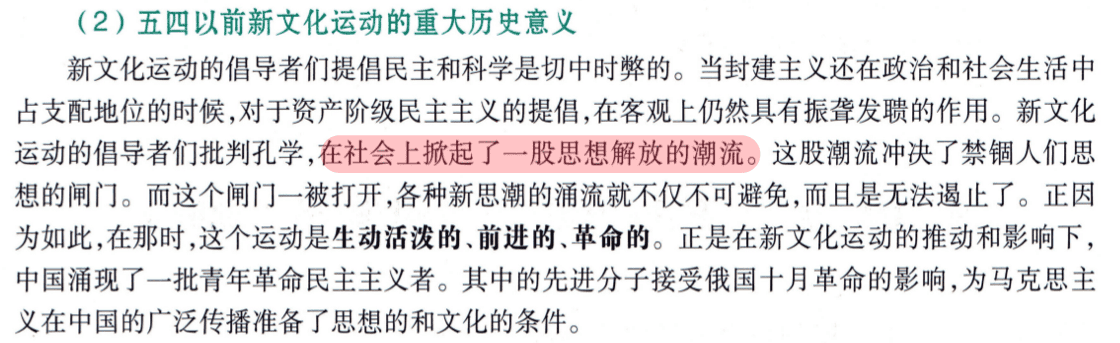 （2）五四以前新文化运动的重大历史意义
新文化运动的倡导者们提倡民主和科学是切中时弊的。当封建主义还在政治和社会生活中
占支配地位的时候,对于资产阶级民主主义的提倡,在客观上仍然具有振聋发聩的作用。新文化
运动的倡导者们批判孔学,在社会上掀起了一股思想解放的潮流。这股潮流冲决了禁锢人们思
想的闸门。而这个闸门一被打开,各种新思潮的涌流就不仅不可避免,而且是无法遏止了。正因
为如此,在那时,这个运动是生动活泼的、前进的、革命的。正是在新文化运动的推动和影响下,
中国涌现了一批青年革命民主主义者。其中的先进分子接受俄国十月革命的影响,为马克思主
义在中国的广泛传播准备了思想的和文化的条件。